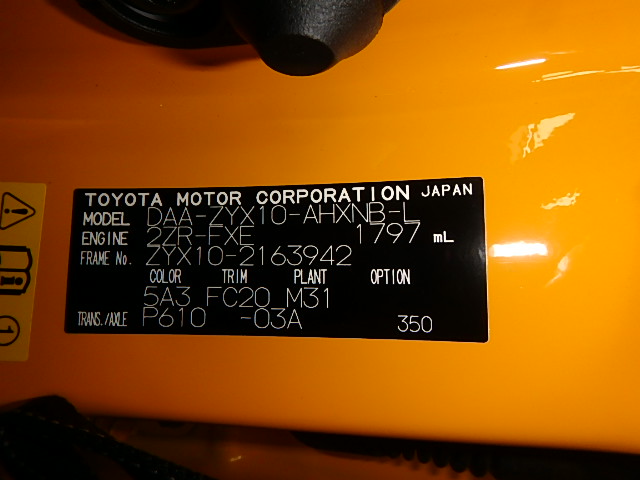 TOYOTA MOTOR CORPORATION JAPAN
MODEL DAA-ZYX10-AHXNB-L
ENGINE 2ZR-FXE 1797 mL
FRAME No. ZYX10-2163942
COLOR TRIM PLANT OPTION
5A3 FC20 M31
TRANS./AXLE P610 -03A 350
1